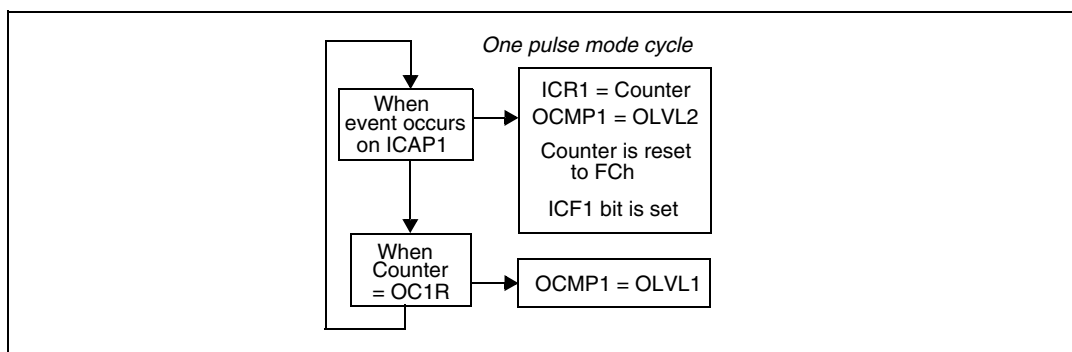 One pulse mode cycle
When
event occurs
on ICAP1
ICR1 = Counter
OCMP1 = OLVL2
Counter is reset
to FCh
ICF1 bit is set
When
Counter
= OC1R
OCMP1 = OLVL1